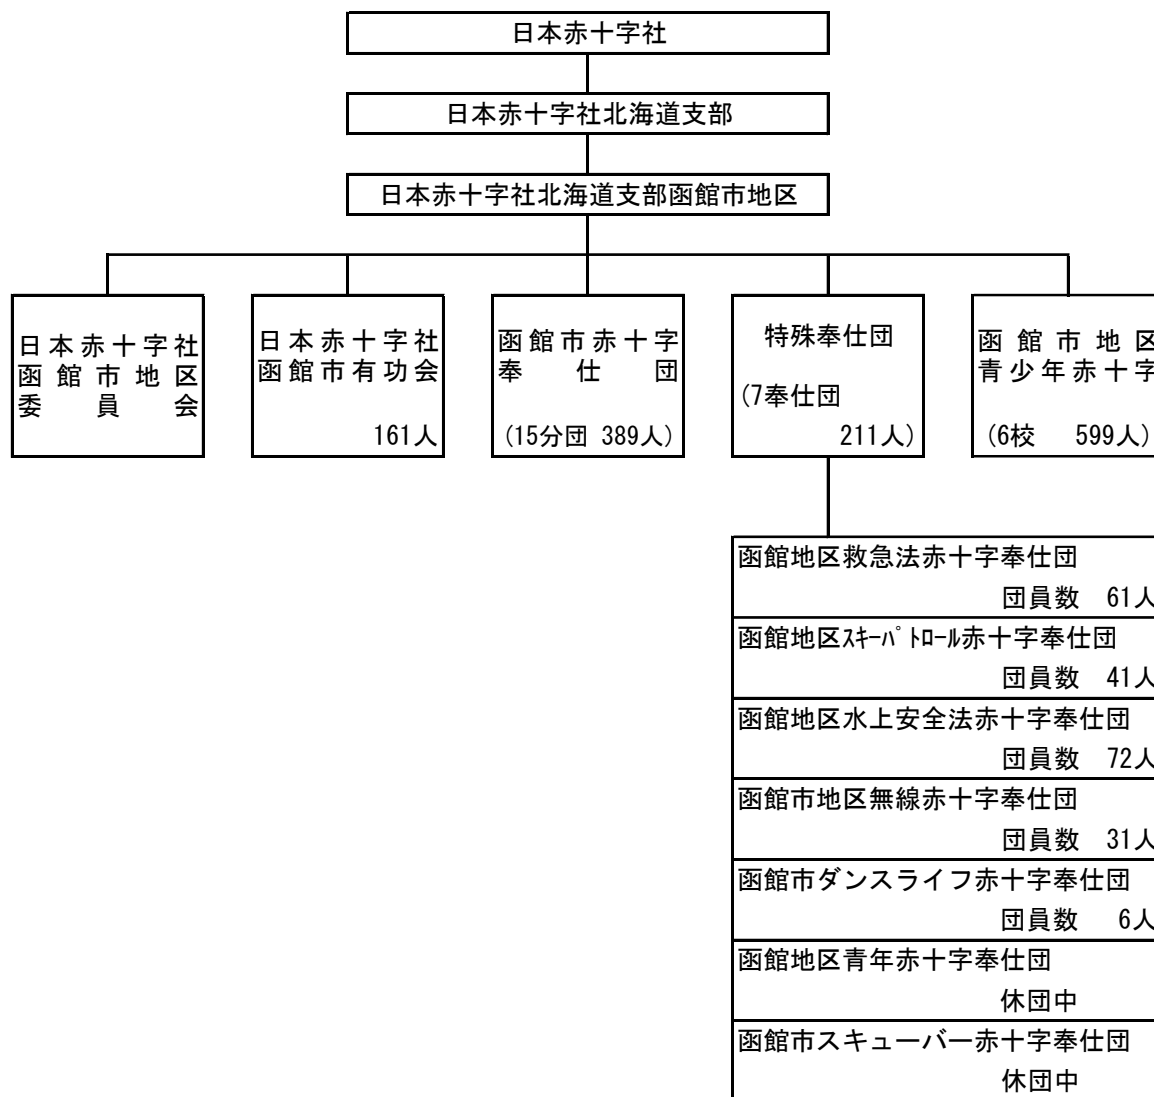 日本赤十字社
日本赤十字社北海道支部
日本赤十字社北海道支部函館市地区
日本赤十字社
函館市地区
委員会
日本赤十字社
函館市有功会
161人
函館市赤十字
奉仕団
(15分団 389人)
特殊奉仕団
(7奉仕団
211人)
函館市地区
青少年赤十字
(6校 599人)
函館地区救急法赤十字奉仕団
団員数 61人
函館地区ｽｷｰﾊﾟﾄﾛｰﾙ赤十字奉仕団
団員数 41人
函館地区水上安全法赤十字奉仕団
団員数 72人
函館市地区無線赤十字奉仕団
団員数 31人
函館市ダンスライフ赤十字奉仕団
団員数 6人
函館地区青年赤十字奉仕団
休団中
函館市スキューバー赤十字奉仕団
休団中